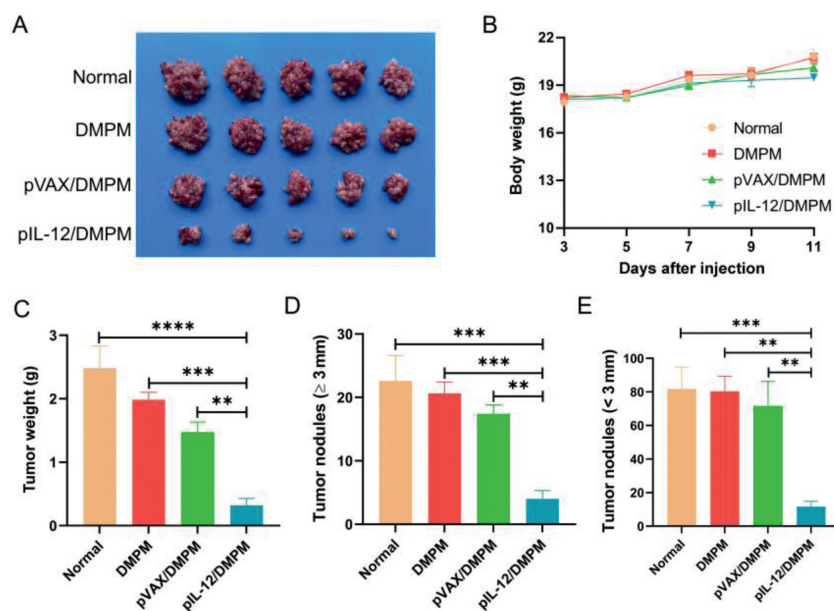 A
Normal
DMPM
pVAX/DMPM
pIL-12/DMPM
B
Body weight (g)
22
19
16
13
10
3
5
7
9
11
Days after injection
Normal
DMPM
pVAX/DMPM
pIL-12/DMPM
C
Tumor weight (g)
3
2
1
0
****
***
**
Normal
DMPM
pVAX/DMPM
pIL-12/DMPM
D
Tumor nodules (≥ 3 mm)
30
20
10
0
***
***
**
Normal
DMPM
pVAX/DMPM
pIL-12/DMPM
E
Tumor nodules (< 3 mm)
100
80
60
40
20
0
***
**
**
Normal
DMPM
pVAX/DMPM
pIL-12/DMPM